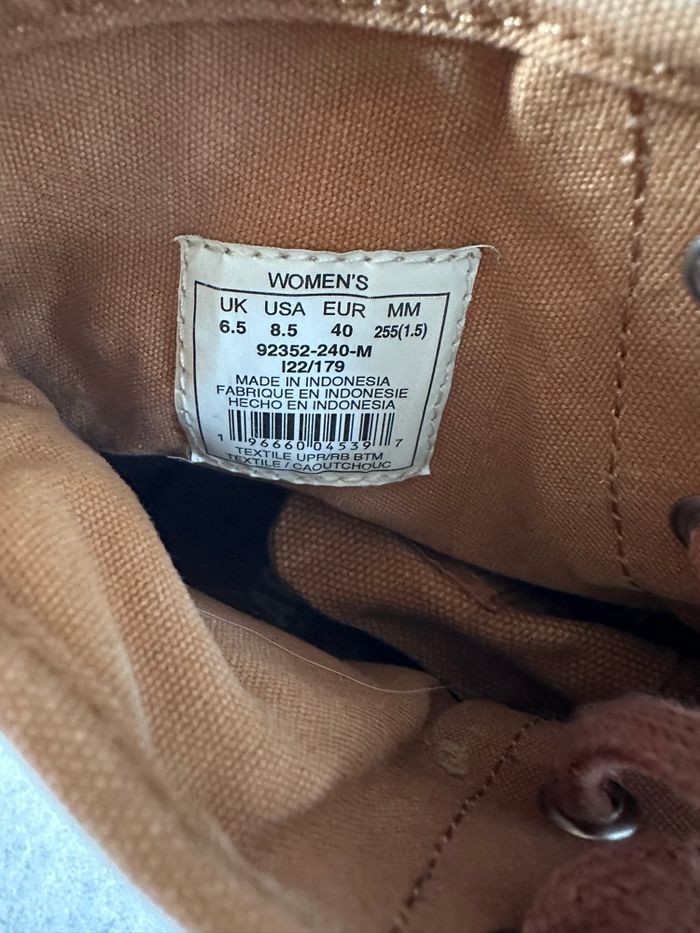 WOMEN'S
UK USA EUR MM
6.5 8.5 40 255(1.5)
92352-240-M
I22/179
MADE IN INDONESIA
FABRIQUE EN INDONESIE
HECHO EN INDONESIA
1 96660 04539 7
TEXTILE UPR/RB BTM
TEXTILE / CAOUTCHOUC